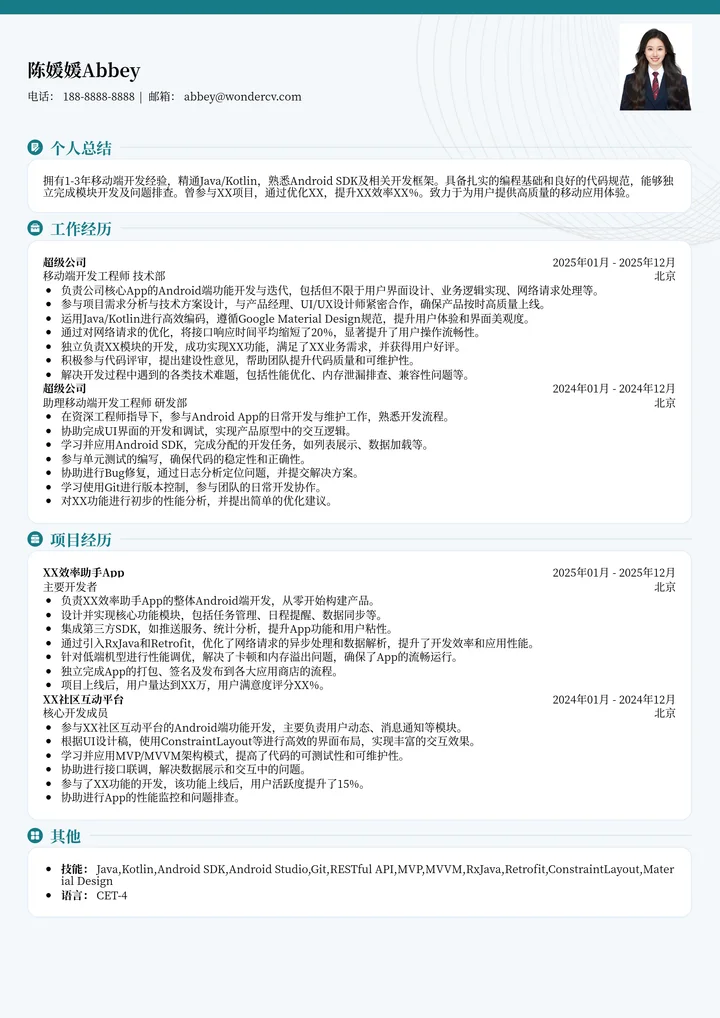 陈媛媛Abbey
电话： 188-8888-8888 | 邮箱： abbey@wondercv.com
个人总结
拥有1-3年移动端开发经验，精通Java/Kotlin，熟悉Android SDK及相关开发框架。具备扎实的编程基础和良好的代码规范，能够独
立完成模块开发及问题排查。曾参与XX项目，通过优化XX，提升XX效率XX%。致力于为用户提供高质量的移动应用体验。
工作经历
超级公司 2025年01月 - 2025年12月
移动端开发工程师 技术部 北京
● 负责公司核心App的Android端功能开发与迭代，包括但不限于用户界面设计、业务逻辑实现、网络请求处理等。
● 参与项目需求分析与技术方案设计，与产品经理、UI/UX设计师紧密合作，确保产品按时高质量上线。
● 运用Java/Kotlin进行高效编码，遵循Google Material Design规范，提升用户体验和界面美观度。
● 通过对网络请求的优化，将接口响应时间平均缩短了20%，显著提升了用户操作流畅性。
● 独立负责XX模块的开发，成功实现XX功能，满足了XX业务需求，并获得用户好评。
● 积极参与代码评审，提出建设性意见，帮助团队提升代码质量和可维护性。
● 解决开发过程中遇到的各类技术难题，包括性能优化、内存泄漏排查、兼容性问题等。
超级公司 2024年01月 - 2024年12月
助理移动端开发工程师 研发部 北京
● 在资深工程师指导下，参与Android App的日常开发与维护工作，熟悉开发流程。
● 协助完成UI界面的开发和调试，实现产品原型中的交互逻辑。
● 学习并应用Android SDK，完成分配的开发任务，如列表展示、数据加载等。
● 参与单元测试的编写，确保代码的稳定性和正确性。
● 协助进行Bug修复，通过日志分析定位问题，并提交解决方案。
● 学习使用Git进行版本控制，参与团队的日常开发协作。
● 对XX功能进行初步的性能分析，并提出简单的优化建议。
项目经历
XX效率助手App 2025年01月 - 2025年12月
主要开发者 北京
● 负责XX效率助手App的整体Android端开发，从零开始构建产品。
● 设计并实现核心功能模块，包括任务管理、日程提醒、数据同步等。
● 集成第三方SDK，如推送服务、统计分析，提升App功能和用户粘性。
● 通过引入RxJava和Retrofit，优化了网络请求的异步处理和数据解析，提升了开发效率和应用性能。
● 针对低端机型进行性能调优，解决了卡顿和内存溢出问题，确保了App的流畅运行。
● 独立完成App的打包、签名及发布到各大应用商店的流程。
● 项目上线后，用户量达到XX万，用户满意度评分XX%。
XX社区互动平台 2024年01月 - 2024年12月
核心开发成员 北京
● 参与XX社区互动平台的Android端功能开发，主要负责用户动态、消息通知等模块。
● 根据UI设计稿，使用ConstraintLayout等进行高效的界面布局，实现丰富的交互效果。
● 学习并应用MVP/MVVM架构模式，提高了代码的可测试性和可维护性。
● 协助进行接口联调，解决数据展示和交互中的问题。
● 参与了XX功能的开发，该功能上线后，用户活跃度提升了15%。
● 协助进行App的性能监控和问题排查。
其他
● 技能： Java,Kotlin,Android SDK,Android Studio,Git,RESTful API,MVP,MVVM,RxJava,Retrofit,ConstraintLayout,Mater
ial Design
● 语言： CET-4